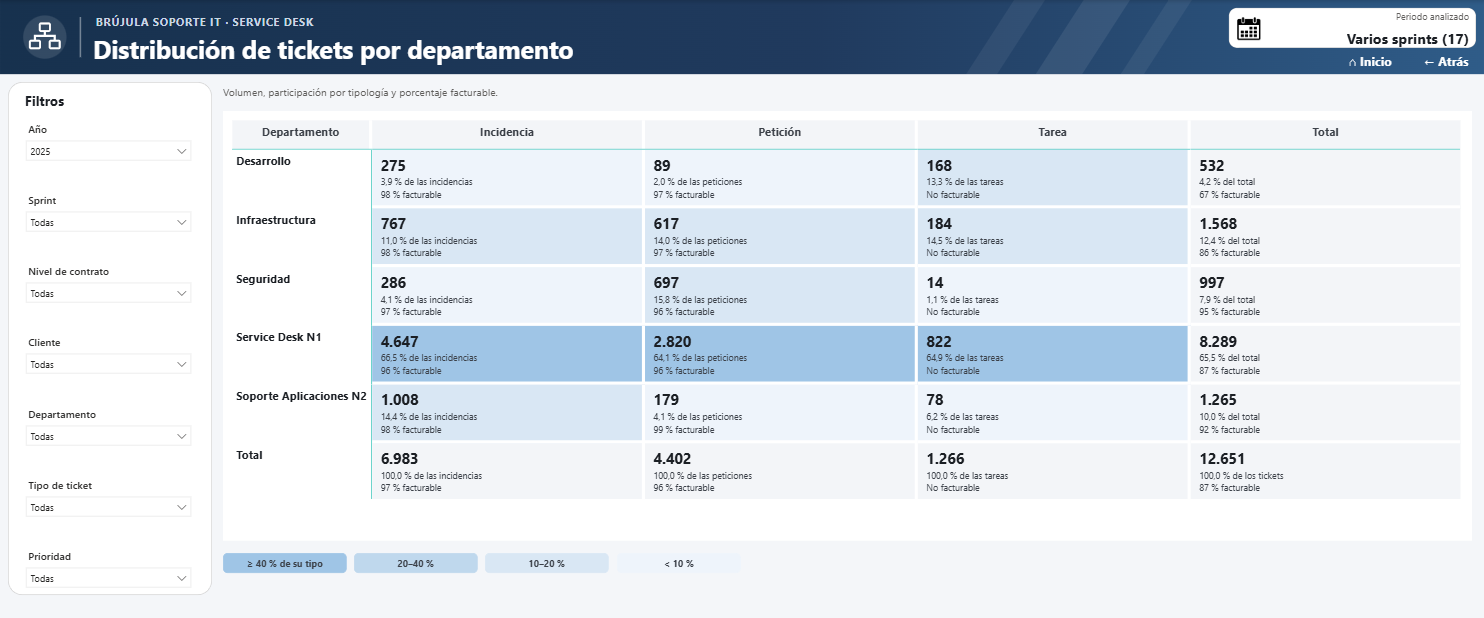 BRÚJULA SOPORTE IT · SERVICE DESK
Distribución de tickets por departamento
Periodo analizado
Varios sprints (17)
⌂ Inicio
← Atrás
Filtros
Año
2025
Sprint
Todas
Nivel de contrato
Todas
Cliente
Todas
Departamento
Todas
Tipo de ticket
Todas
Prioridad
Todas
Volumen, participación por tipología y porcentaje facturable.
Departamento Incidencia Petición Tarea Total
Desarrollo
275 89 168 532
3,9 % de las incidencias 2,0 % de las peticiones 13,3 % de las tareas 4,2 % del total
98 % facturable 97 % facturable No facturable 67 % facturable
Infraestructura
767 617 184 1.568
11,0 % de las incidencias 14,0 % de las peticiones 14,5 % de las tareas 12,4 % del total
98 % facturable 97 % facturable No facturable 86 % facturable
Seguridad
286 697 14 997
4,1 % de las incidencias 15,8 % de las peticiones 1,1 % de las tareas 7,9 % del total
97 % facturable 96 % facturable No facturable 95 % facturable
Service Desk N1
4.647 2.820 822 8.289
66,5 % de las incidencias 64,1 % de las peticiones 64,9 % de las tareas 65,5 % del total
96 % facturable 96 % facturable No facturable 87 % facturable
Soporte Aplicaciones N2
1.008 179 78 1.265
14,4 % de las incidencias 4,1 % de las peticiones 6,2 % de las tareas 10,0 % del total
98 % facturable 99 % facturable No facturable 92 % facturable
Total
6.983 4.402 1.266 12.651
100,0 % de las incidencias 100,0 % de las peticiones 100,0 % de las tareas 100,0 % de los tickets
97 % facturable 96 % facturable No facturable 87 % facturable
≥ 40 % de su tipo
20–40 %
10–20 %
< 10 %